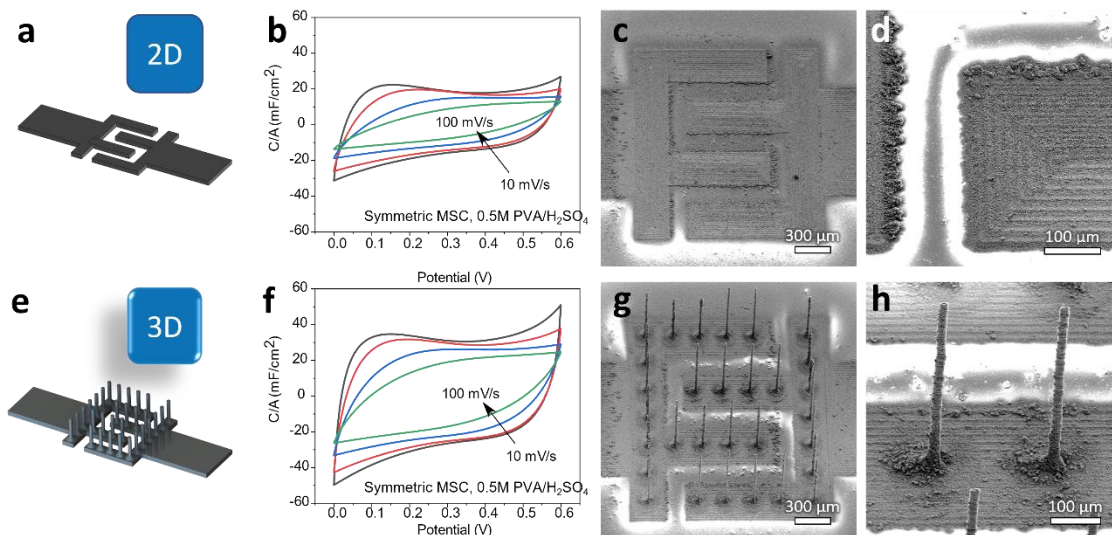 a
2D
b
C/A (mF/cm²)
60
40
20
0
-20
-40
-60
100 mV/s
10 mV/s
Symmetric MSC, 0.5M PVA/H₂SO₄
0.0 0.1 0.2 0.3 0.4 0.5 0.6
Potential (V)
c
300 µm
d
100 µm
e
3D
f
C/A (mF/cm²)
60
40
20
0
-20
-40
-60
100 mV/s
10 mV/s
Symmetric MSC, 0.5M PVA/H₂SO₄
0.0 0.1 0.2 0.3 0.4 0.5 0.6
Potential (V)
g
300 µm
h
100 µm